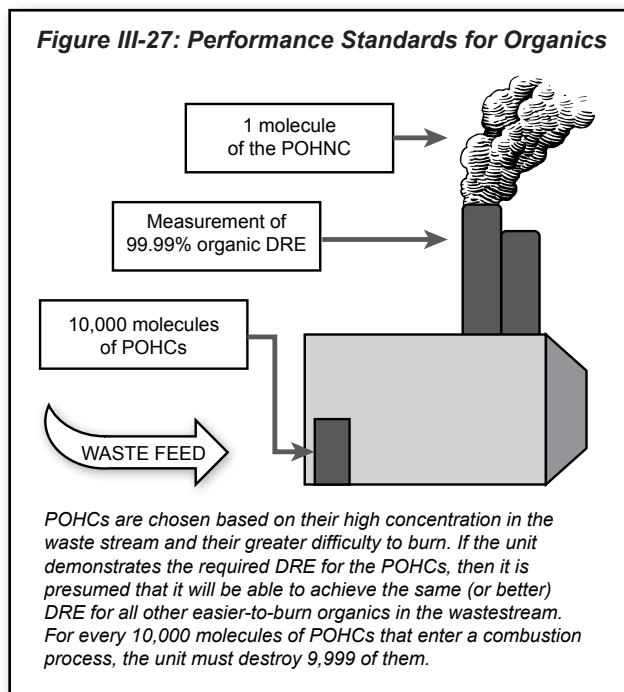 Figure III-27: Performance Standards for Organics
1 molecule
of the POHNC
Measurement of
99.99% organic DRE
10,000 molecules
of POHCs
WASTE FEED
POHCs are chosen based on their high concentration in the
waste stream and their greater difficulty to burn. If the unit
demonstrates the required DRE for the POHCs, then it is
presumed that it will be able to achieve the same (or better)
DRE for all other easier-to-burn organics in the wastestream.
For every 10,000 molecules of POHCs that enter a combustion
process, the unit must destroy 9,999 of them.